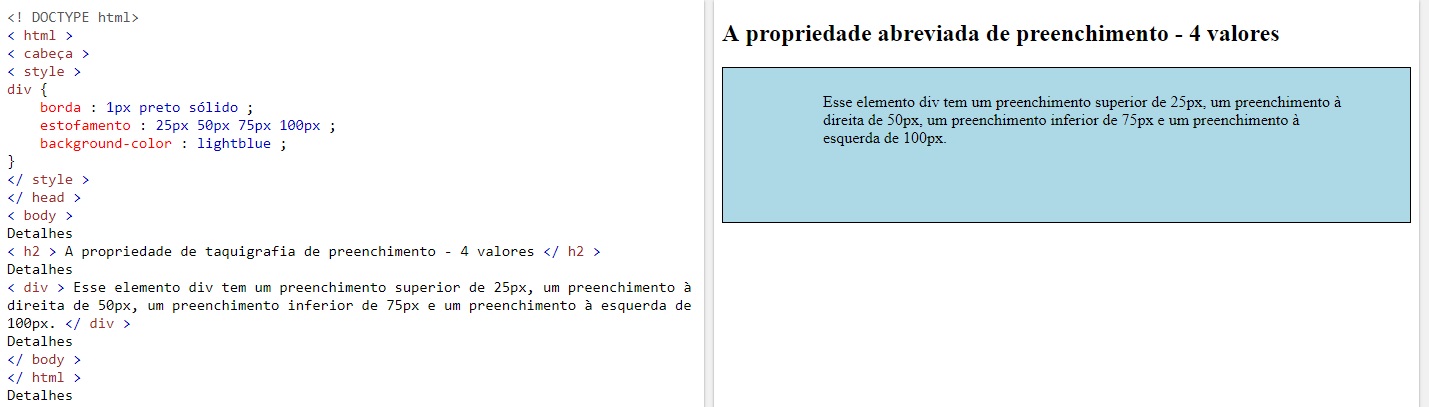 <! DOCTYPE html>
< html >
< cabeça >
< style >
div {
borda : 1px preto sólido ;
estofamento : 25px 50px 75px 100px ;
background-color : lightblue ;
}
</ style >
</ head >
< body >
Detalhes
< h2 > A propriedade de taquigrafia de preenchimento - 4 valores </ h2 >
Detalhes
< div > Esse elemento div tem um preenchimento superior de 25px, um preenchimento à
direita de 50px, um preenchimento inferior de 75px e um preenchimento à esquerda de
100px. </ div >
Detalhes
</ body >
</ html >
Detalhes
A propriedade abreviada de preenchimento - 4 valores
Esse elemento div tem um preenchimento superior de 25px, um preenchimento à
direita de 50px, um preenchimento inferior de 75px e um preenchimento à
esquerda de 100px.